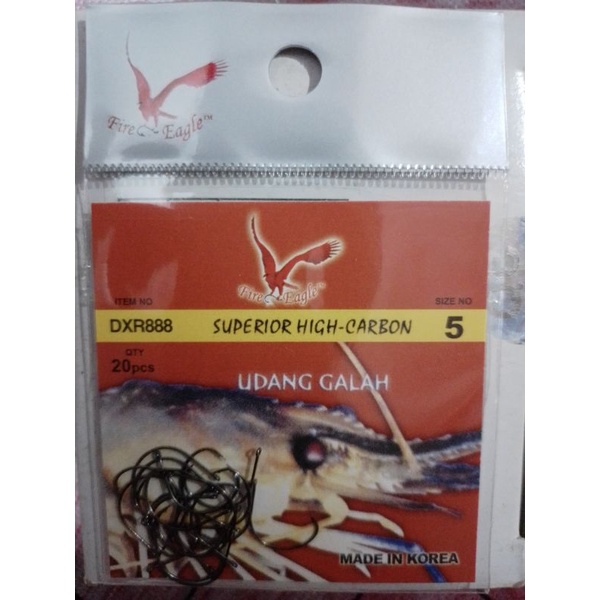 Fire Eagle™
Fire Eagle™
ITEM NO
SIZE NO
DXR888 SUPERIOR HIGH-CARBON 5
QTY
20pcs
UDANG GALAH
MADE IN KOREA